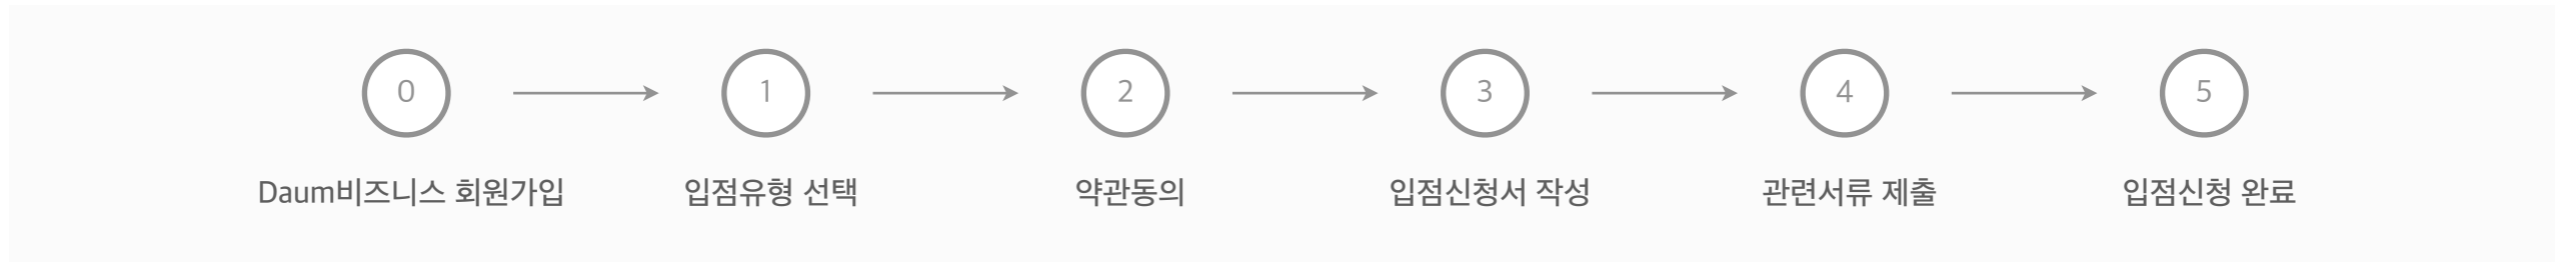 0
1
2
3
4
5
Daum비즈니스 회원가입
입점유형 선택
약관동의
입점신청서 작성
관련서류 제출
입점신청 완료